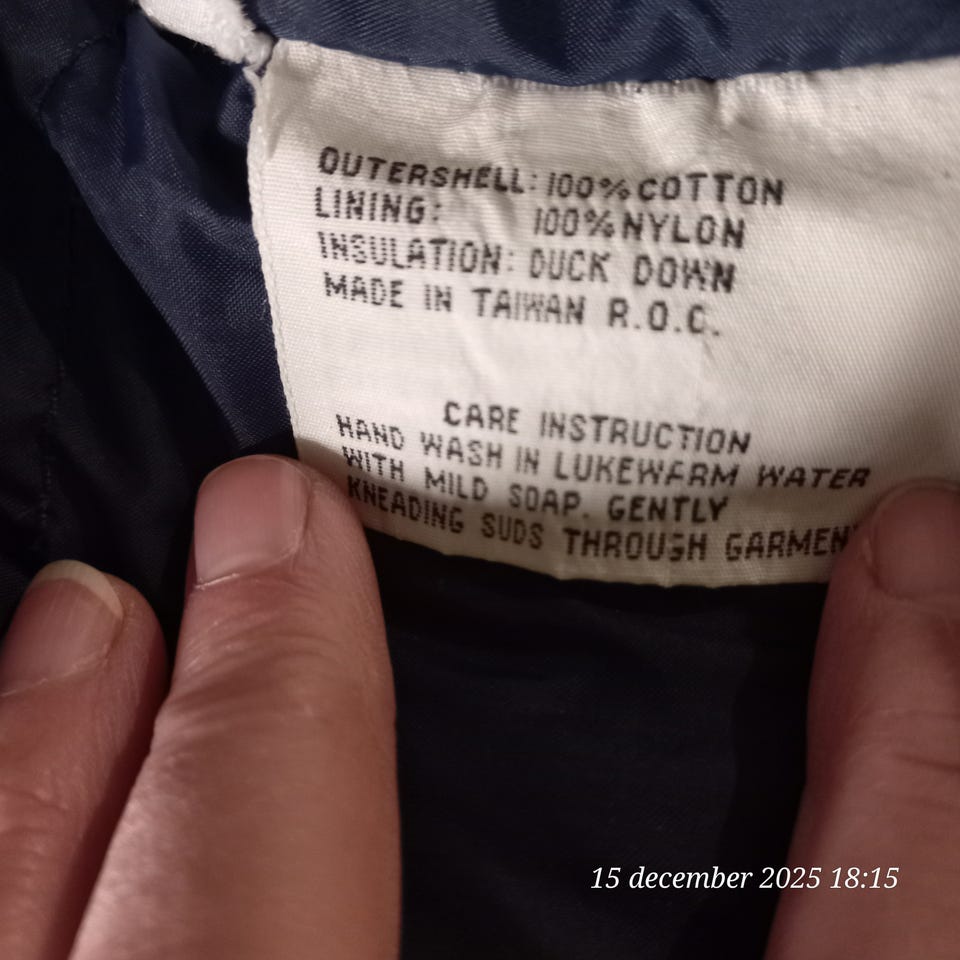 OUTERSHELL: 100% COTTON
LINING: 100% NYLON
INSULATION: DUCK DOWN
MADE IN TAIWAN R.O.C.
CARE INSTRUCTION
HAND WASH IN LUKEWARM WATER
WITH MILD SOAP. GENTLY
KNEADING SUDS THROUGH GARMEN
15 december 2025 18:15